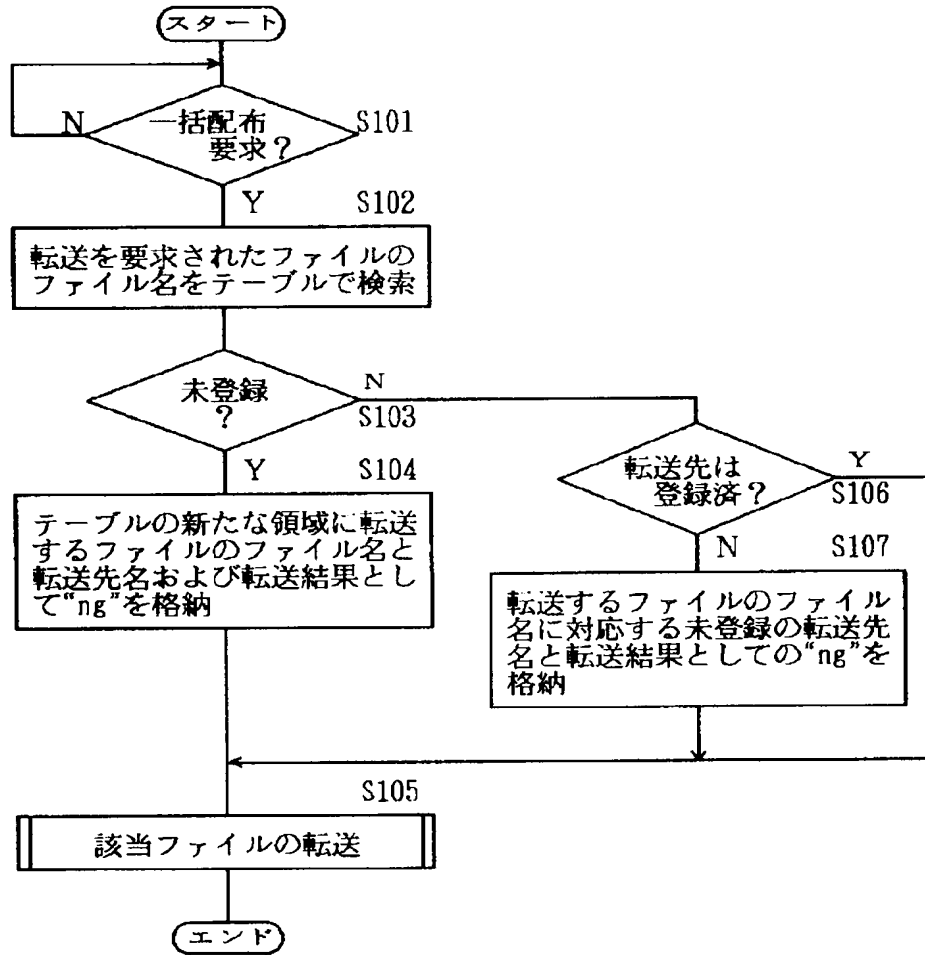 スタート
一括配布
要求?
N
S101
Y
S102
転送を要求されたファイルの
ファイル名をテーブルで検索
未登録
?
N
S103
Y
S104
テーブルの新たな領域に転送
するファイルのファイル名と
転送先名および転送結果とし
て“ng”を格納
転送先は
登録済?
Y
S106
N
S107
転送するファイルのファイル
名に対応する未登録の転送先
名と転送結果としての“ng”を
格納
S105
該当ファイルの転送
エンド